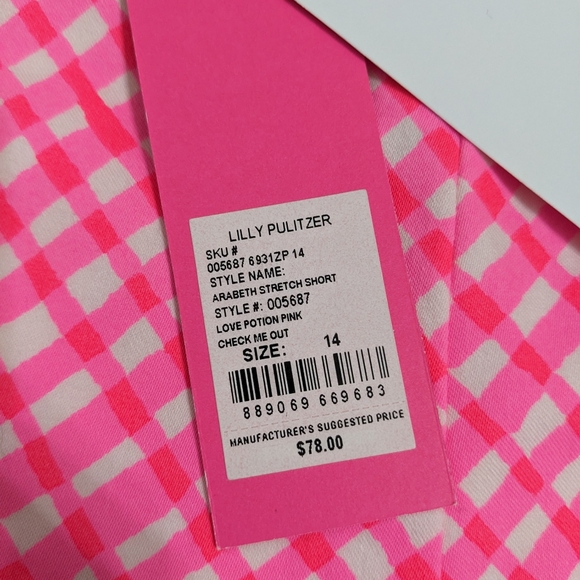 LILLY PULITZER
SKU #
005687 6931ZP 14
STYLE NAME:
ARABETH STRETCH SHORT
STYLE #: 005687
LOVE POTION PINK
CHECK ME OUT
SIZE: 14
889069 669683
MANUFACTURER'S SUGGESTED PRICE
$78.00